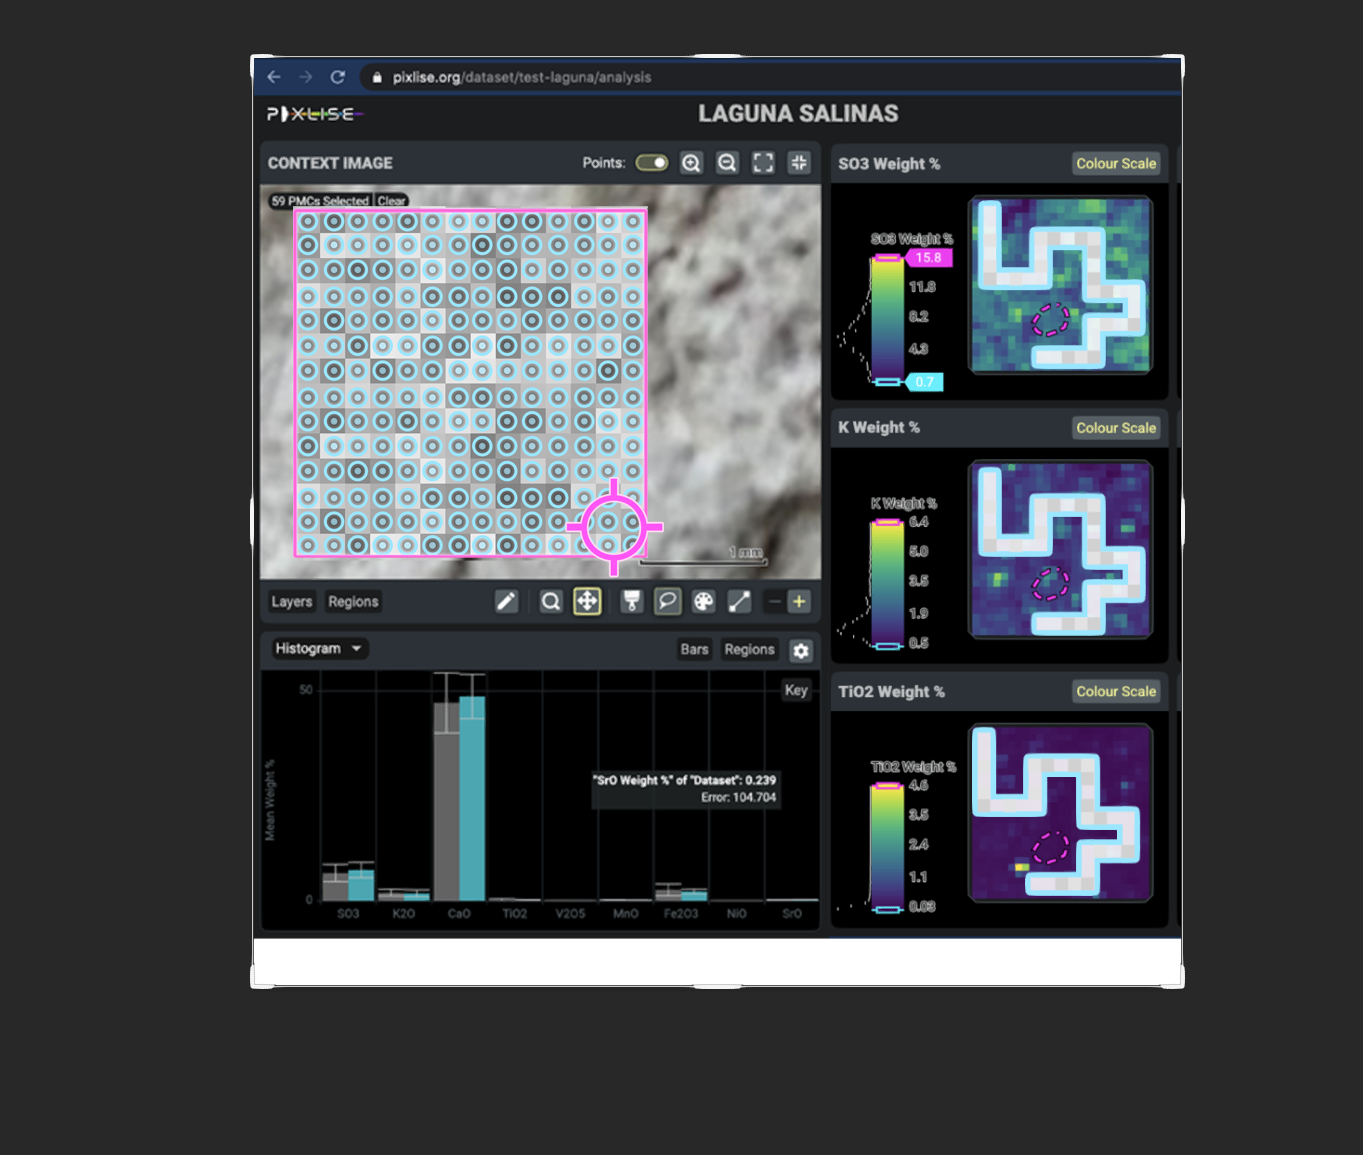 pixlise.org/dataset/test-laguna/analysis
PIXLISE
LAGUNA SALINAS
CONTEXT IMAGE
Points:
59 PMCs Selected Clear
1 mm
Layers Regions
Histogram
Bars Regions
50
Key
Mean Weight %
"SrO Weight %" of "Dataset": 0.239
Error: 104.704
0
SO3 K2O CaO TiO2 V2O5 MnO Fe2O3 NiO SrO
SO3 Weight %
Colour Scale
SO3 Weight %
15.8
11.8
8.2
4.3
0.7
K Weight %
Colour Scale
K Weight %
6.4
5.0
3.5
1.9
0.5
TiO2 Weight %
Colour Scale
TiO2 Weight %
4.6
3.5
2.4
1.1
0.03